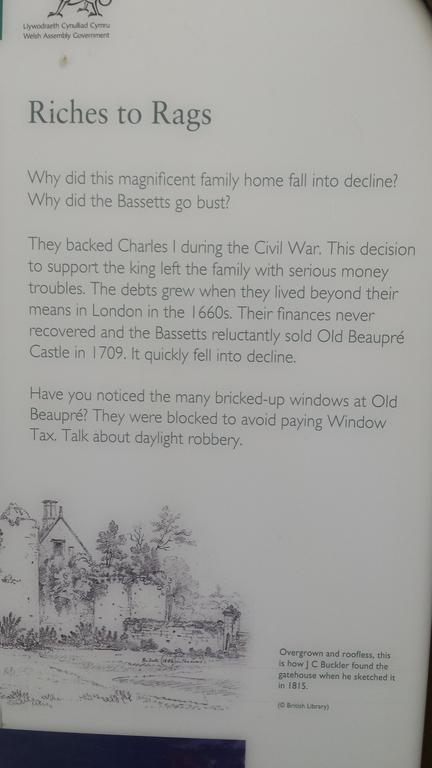 Llywodraeth Cynulliad Cymru
Welsh Assembly Government
Riches to Rags
Why did this magnificent family home fall into decline?
Why did the Bassetts go bust?
They backed Charles I during the Civil War. This decision
to support the king left the family with serious money
troubles. The debts grew when they lived beyond their
means in London in the 1660s. Their finances never
recovered and the Bassetts reluctantly sold Old Beaupré
Castle in 1709. It quickly fell into decline.
Have you noticed the many bricked-up windows at Old
Beaupré? They were blocked to avoid paying Window
Tax. Talk about daylight robbery.
Overgrown and roofless, this
is how J C Buckler found the
gatehouse when he sketched it
in 1815.
(© British Library)